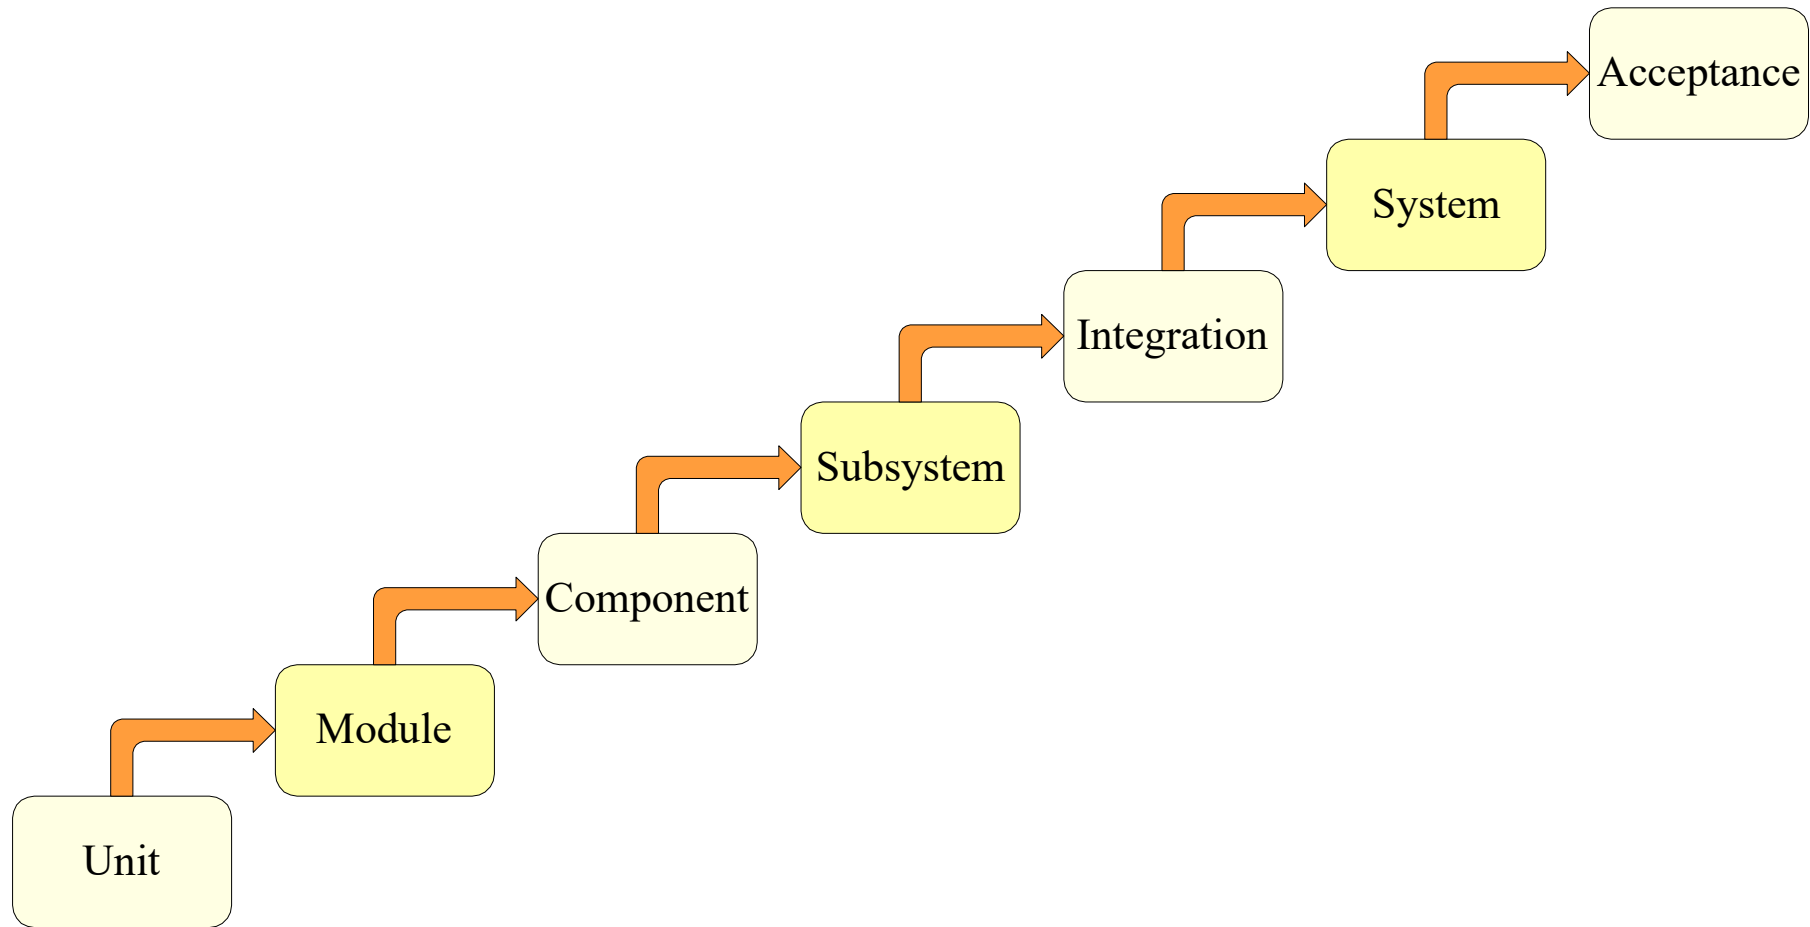 Acceptance
System
Integration
Subsystem
Component
Module
Unit